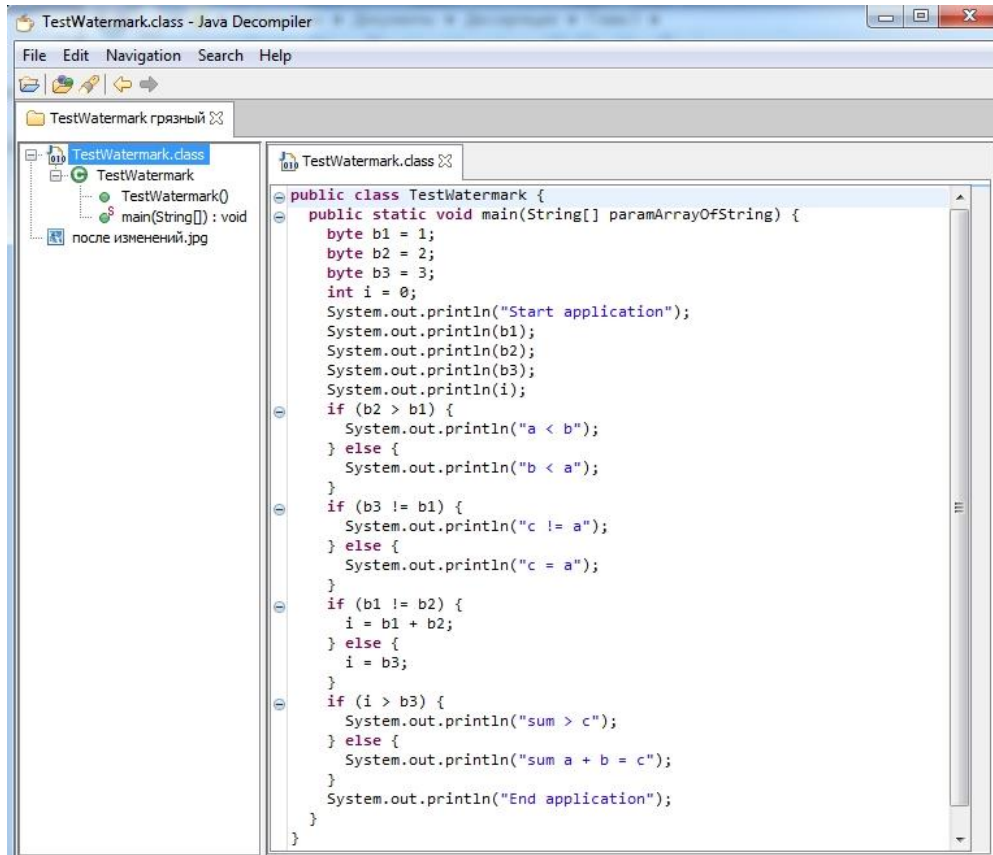 TestWatermark.class - Java Decompiler
File Edit Navigation Search Help
TestWatermark грязный
TestWatermark.class
TestWatermark
TestWatermark()
main(String[]) : void
после изменений.jpg
TestWatermark.class
public class TestWatermark {
public static void main(String[] paramArrayOfString) {
byte b1 = 1;
byte b2 = 2;
byte b3 = 3;
int i = 0;
System.out.println("Start application");
System.out.println(b1);
System.out.println(b2);
System.out.println(b3);
System.out.println(i);
if (b2 > b1) {
System.out.println("a < b");
} else {
System.out.println("b < a");
}
if (b3 != b1) {
System.out.println("c != a");
} else {
System.out.println("c = a");
}
if (b1 != b2) {
i = b1 + b2;
} else {
i = b3;
}
if (i > b3) {
System.out.println("sum > c");
} else {
System.out.println("sum a + b = c");
}
System.out.println("End application");
}
}